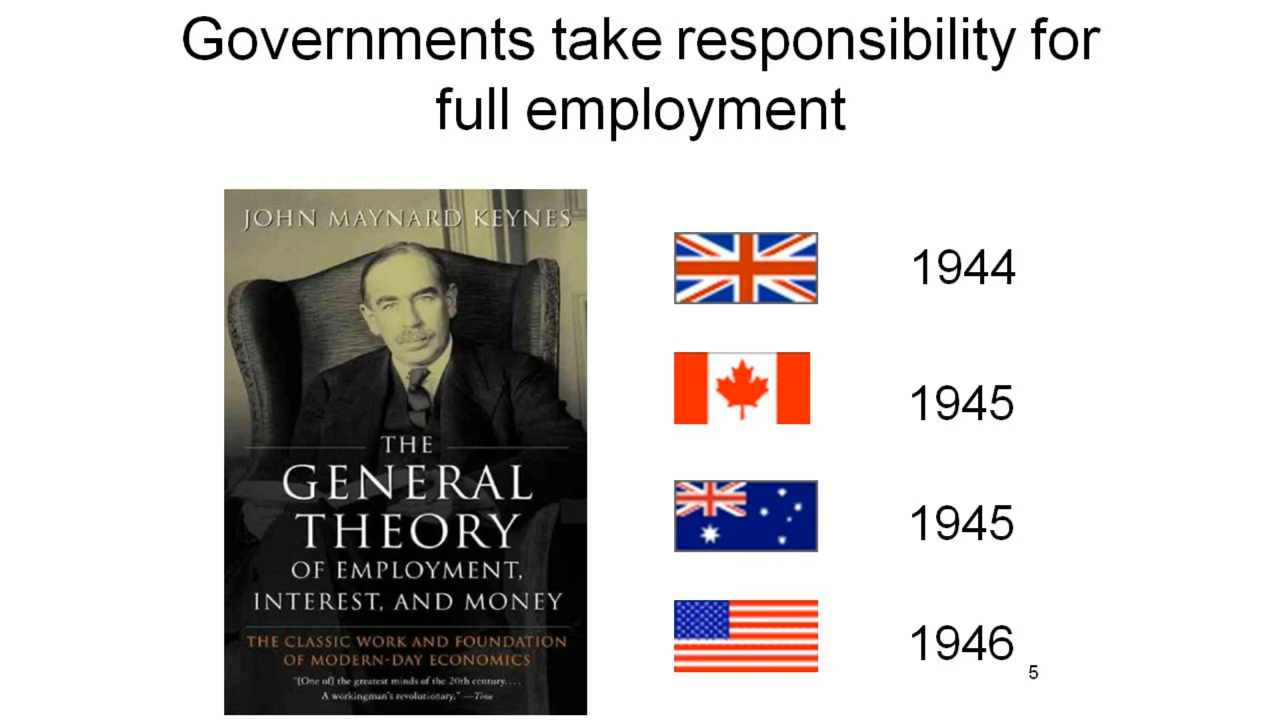 Governments take responsibility for
full employment
JOHN MAYNARD KEYNES
THE
GENERAL
THEORY
OF EMPLOYMENT,
INTEREST, AND MONEY
THE CLASSIC WORK AND FOUNDATION
OF MODERN-DAY ECONOMICS
"[One of] the greatest minds of the 20th century. . . .
A workingman's revolutionary." —Time
1944
1945
1945
1946
5